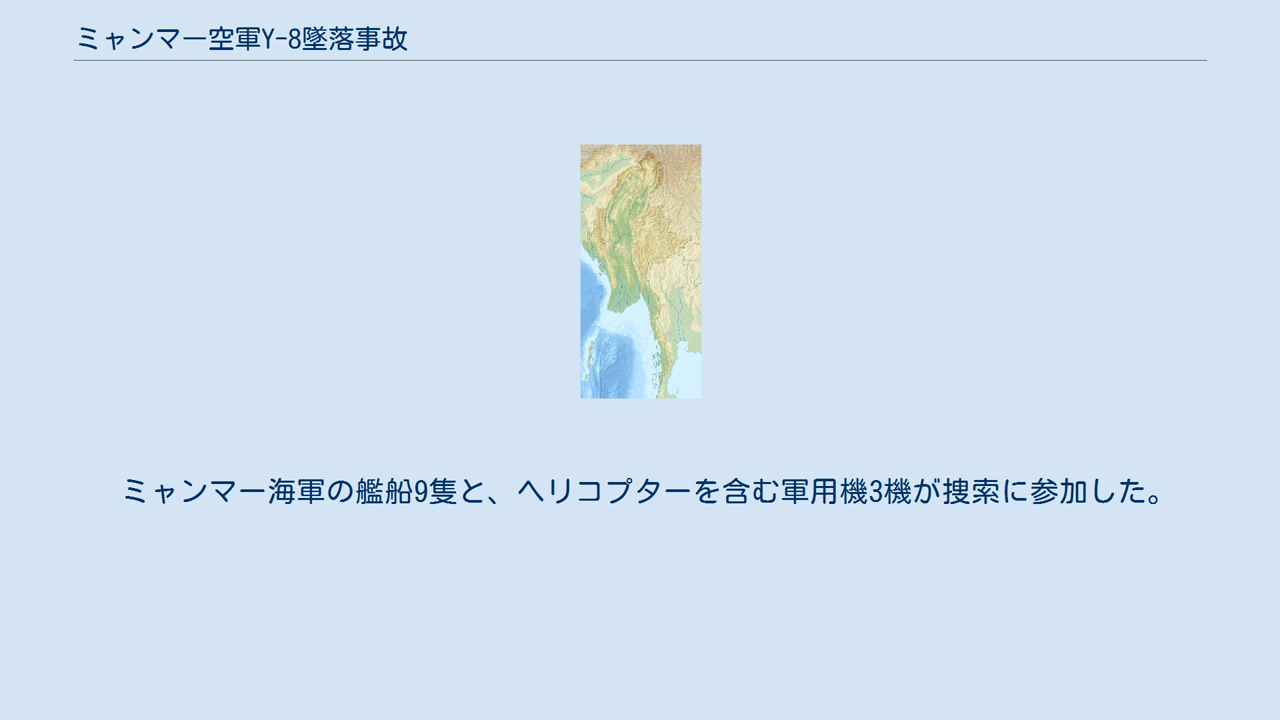 ミャンマー空軍Y-8墜落事故
ミャンマー海軍の艦船9隻と、ヘリコプターを含む軍用機3機が捜索に参加した。